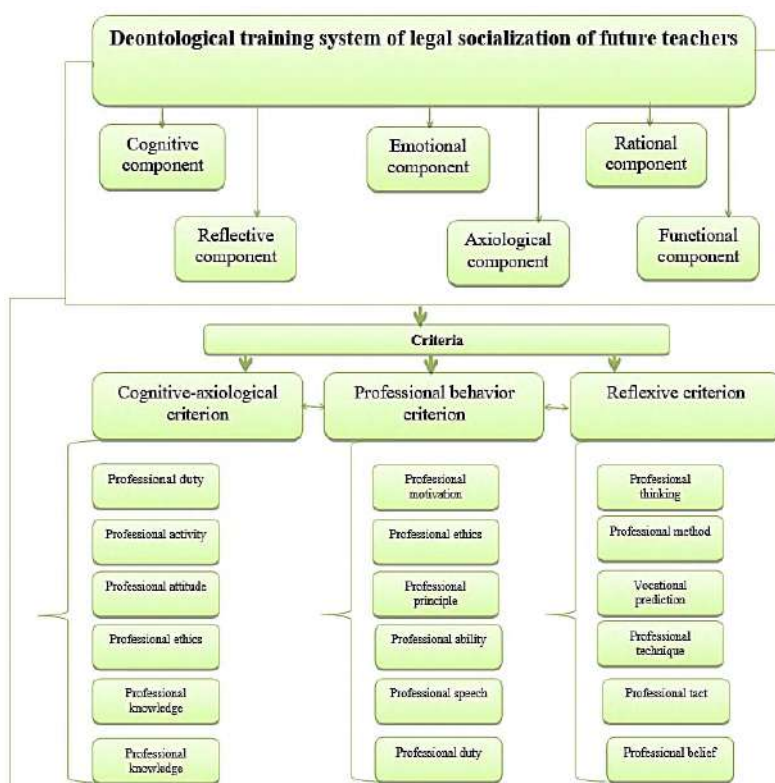 Deontological training system of legal socialization of future teachers
Cognitive
component
Emotional
component
Rational
component
Reflective
component
Axiological
component
Functional
component
Criteria
Cognitive-axiological
criterion
Professional behavior
criterion
Reflexive criterion
Professional duty
Professional activity
Professional attitude
Professional ethics
Professional
knowledge
Professional
knowledge
Professional
motivation
Professional ethics
Professional
principle
Professional ability
Professional speech
Professional duty
Professional
thinking
Professional method
Vocational
prediction
Professional
technique
Professional tact
Professional belief